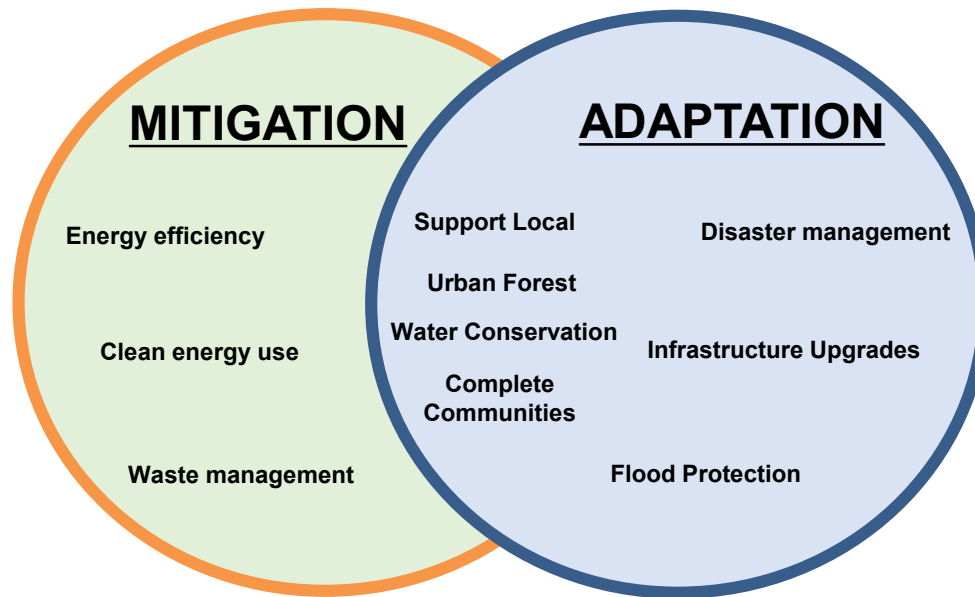 MITIGATION
Energy efficiency
Clean energy use
Waste management
Support Local
Urban Forest
Water Conservation
Complete
Communities
ADAPTATION
Disaster management
Infrastructure Upgrades
Flood Protection